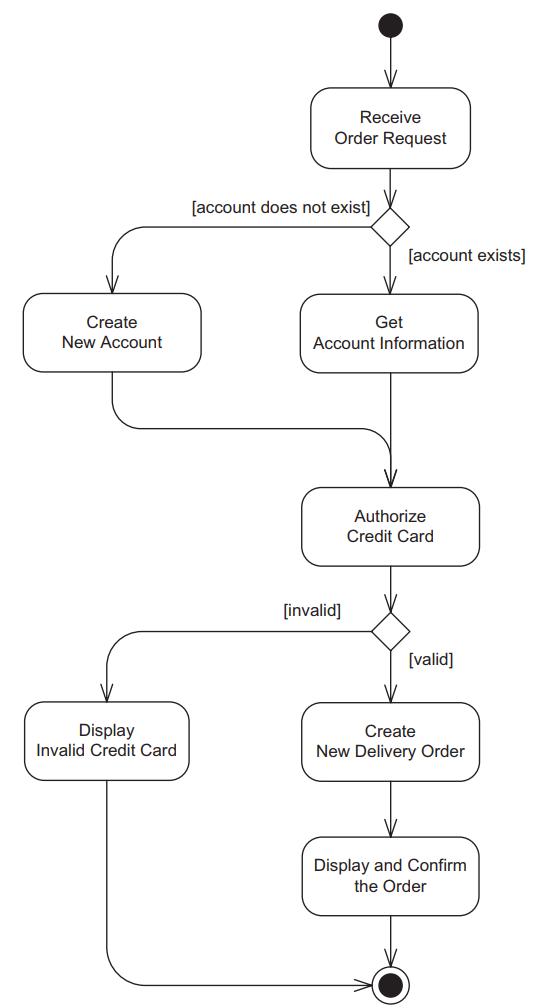 Receive
Order Request
[account does not exist]
[account exists]
Create
New Account
Get
Account Information
Authorize
Credit Card
[invalid]
[valid]
Display
Invalid Credit Card
Create
New Delivery Order
Display and Confirm
the Order